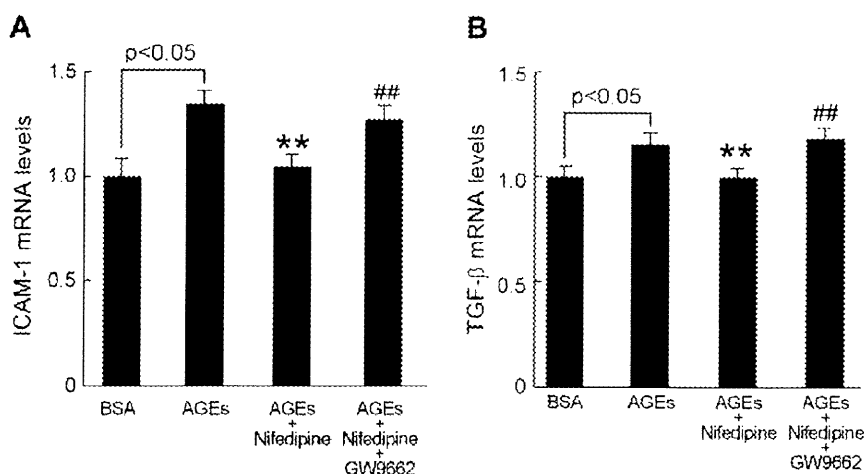 A
ICAM-1 mRNA levels
1.5
1.0
0.5
0
p<0.05
**
##
BSA
AGEs
AGEs
+
Nifedipine
AGEs
+
Nifedipine
+
GW9662
B
TGF-β mRNA levels
1.5
1.0
0.5
0
p<0.05
**
##
BSA
AGEs
AGEs
+
Nifedipine
AGEs
+
Nifedipine
+
GW9662